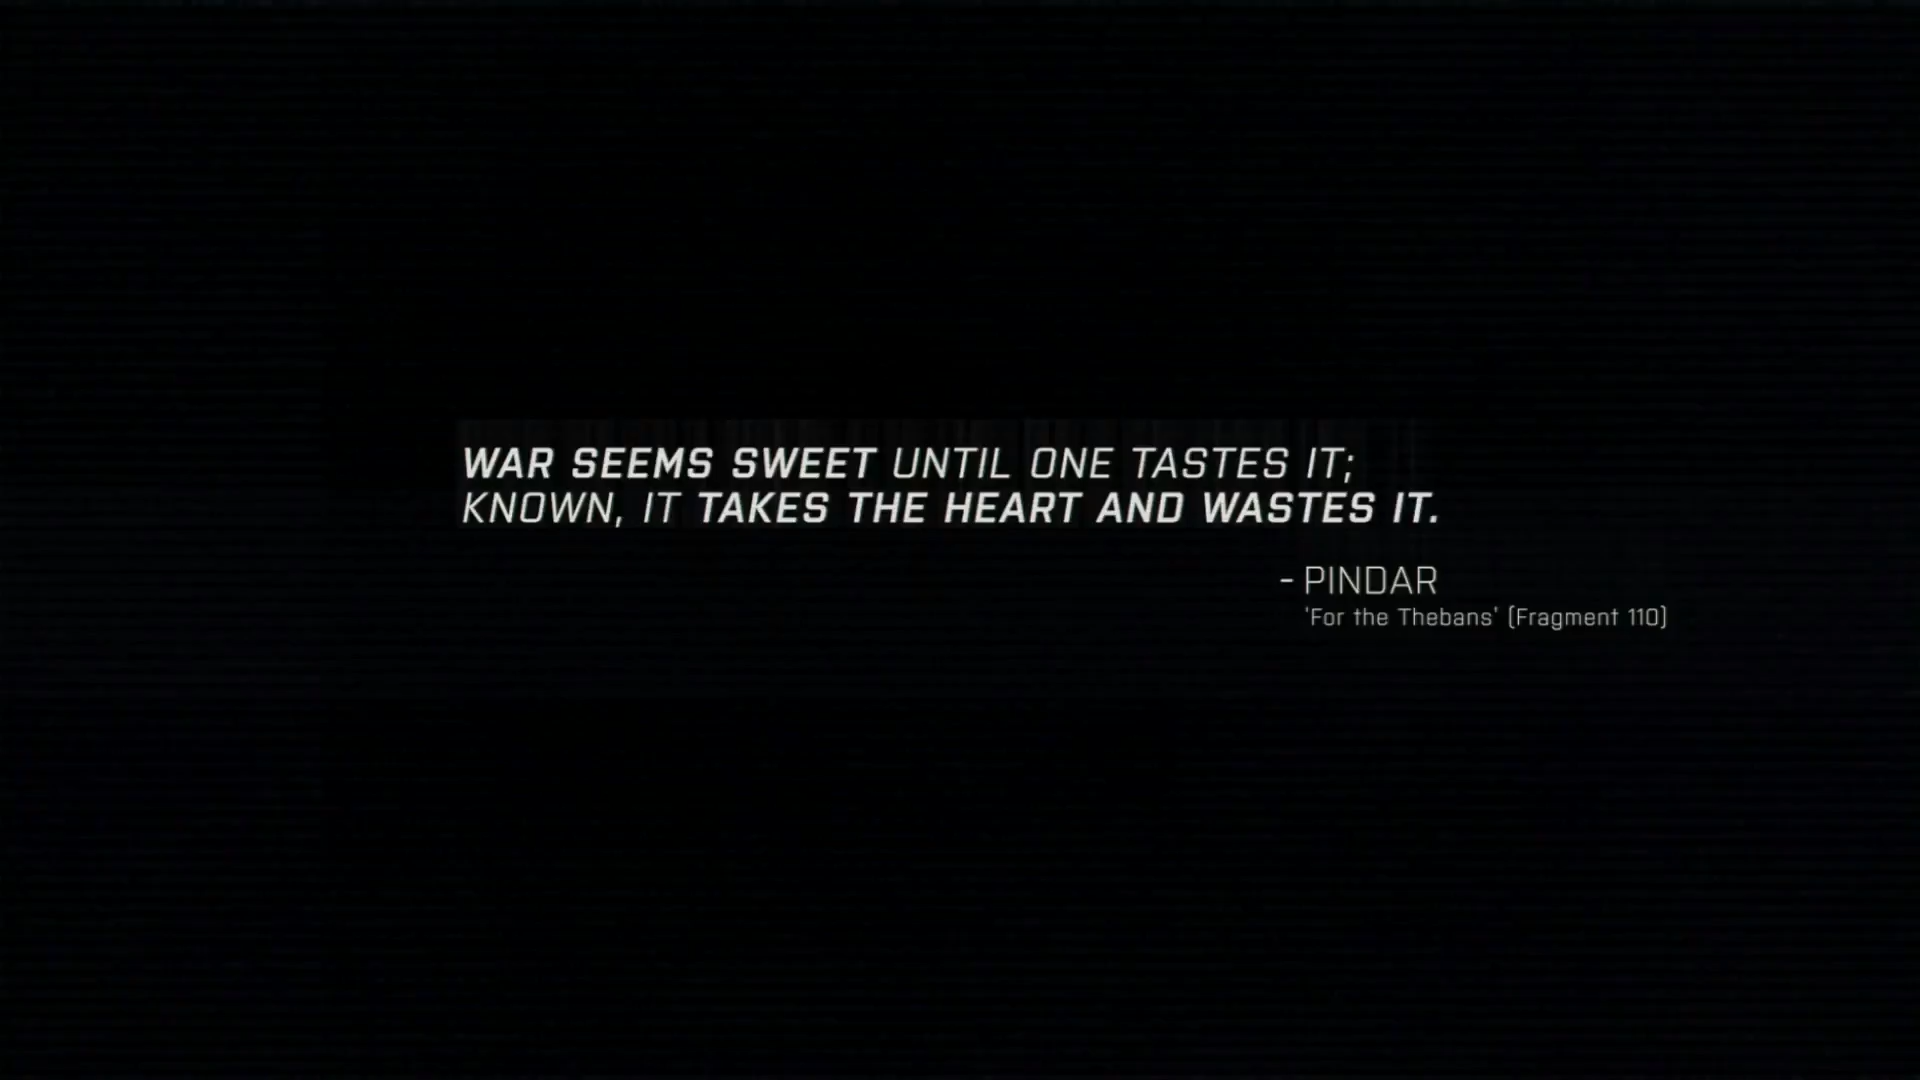 WAR SEEMS SWEET UNTIL ONE TASTES IT;
KNOWN, IT TAKES THE HEART AND WASTES IT.
- PINDAR
'For the Thebans' (Fragment 110)